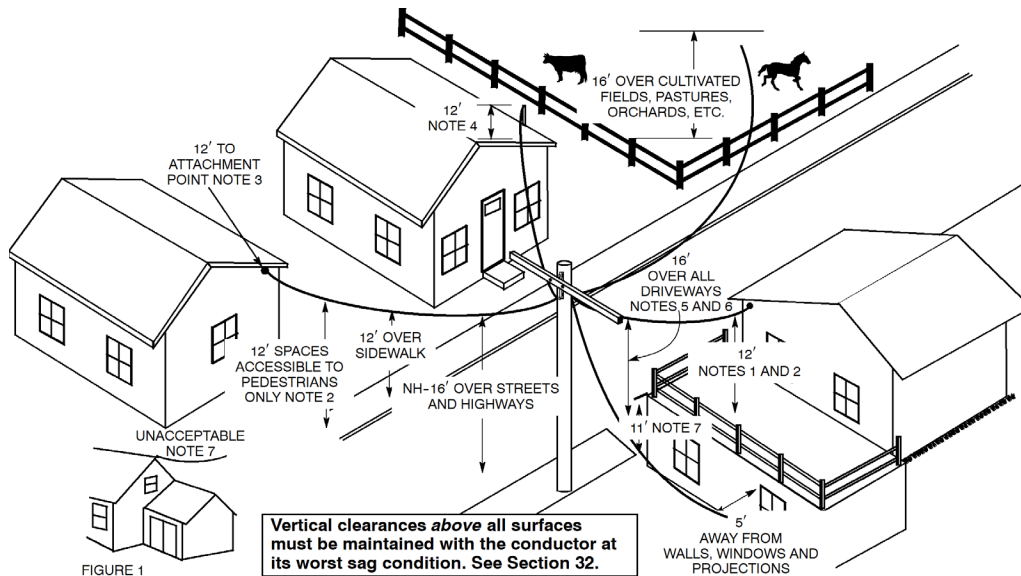 16′ OVER CULTIVATED
FIELDS, PASTURES,
ORCHARDS, ETC.
12′
NOTE 4
12′ TO
ATTACHMENT
POINT NOTE 3
16′
OVER ALL
DRIVEWAYS
NOTES 5 AND 6
12′ SPACES
ACCESSIBLE TO
PEDESTRIANS
ONLY NOTE 2
12′ OVER
SIDEWALK
NH-16′ OVER STREETS
AND HIGHWAYS
12′
NOTES 1 AND 2
11′ NOTE 7
UNACCEPTABLE
NOTE 7
FIGURE 1
Vertical clearances above all surfaces
must be maintained with the conductor at
its worst sag condition. See Section 32.
5′
AWAY FROM
WALLS, WINDOWS AND
PROJECTIONS